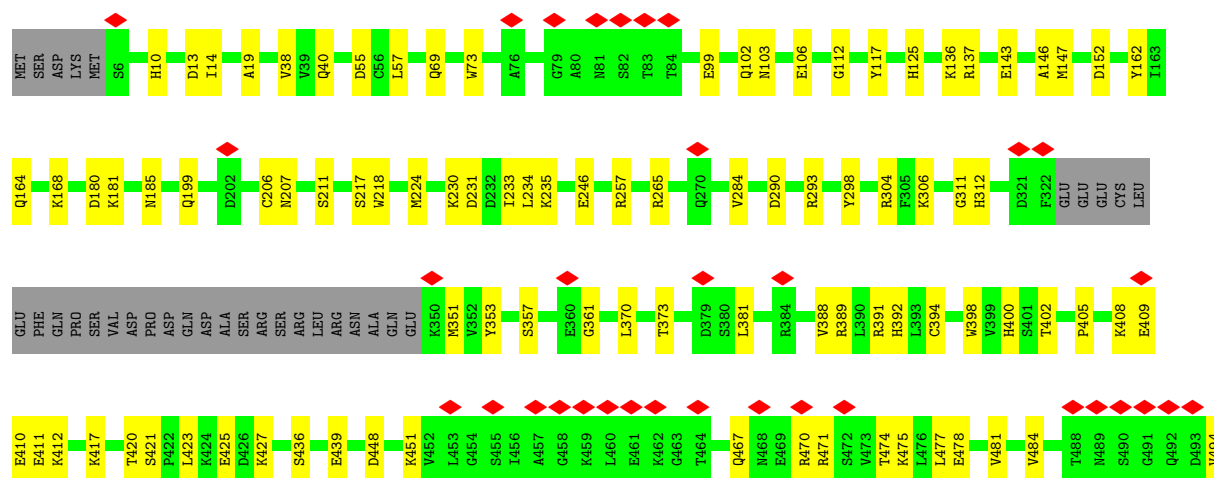 MET SER ASP LYS MET S6 H10 D13 I14 A19 V38 V39 Q40 D55 C56 L57 Q69 W73 A76 G79 A80 N81 S82 T83 T84 E99 Q102 N103 E106 G112 Y117 H125 K136 R137 E143 A146 M147 D152 Y162 I163
Q164 K168 D180 K181 N185 Q199 D202 C206 N207 S211 S217 W218 M224 K230 D231 D232 I233 L234 K235 E246 R257 R265 Q270 V284 D290 R293 Y298 R304 F305 K306 G311 H312 D321 F322 GLU GLU GLU CYS LEU
GLU PHE GLN PRO SER VAL ASP PRO ASP GLN ASP ALA SER ARG SER ARG LEU ARG ASN ALA GLN GLU K350 M351 V352 Y353 S357 E360 G361 L370 T373 D379 S380 L381 R384 V388 R389 L390 R391 H392 L393 C394 W398 V399 H400 S401 T402 P405 K408 E409
E410 E411 K412 K417 T420 S421 P422 L423 K424 E425 D426 K427 S436 E439 D448 K451 V452 L453 G454 S455 I456 A457 G458 K459 L460 E461 K462 G463 T464 Q467 N468 E469 R470 R471 S472 V473 T474 K475 L476 L477 E478 V481 V484 T488 N489 S490 G491 Q492 D493